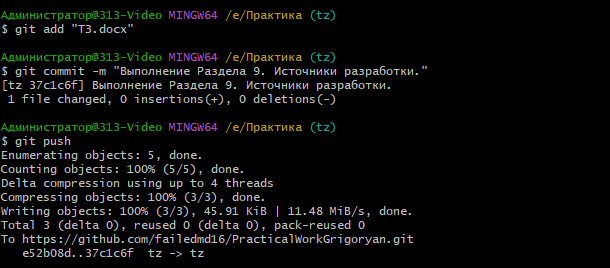 Администратор@313-Video MINGW64 /e/Практика (tz)
$ git add "ТЗ.docx"
Администратор@313-Video MINGW64 /e/Практика (tz)
$ git commit -m "Выполнение Раздела 9. Источники разработки."
[tz 37c1c6f] Выполнение Раздела 9. Источники разработки.
 1 file changed, 0 insertions(+), 0 deletions(-)
Администратор@313-Video MINGW64 /e/Практика (tz)
$ git push
Enumerating objects: 5, done.
Counting objects: 100% (5/5), done.
Delta compression using up to 4 threads
Compressing objects: 100% (3/3), done.
Writing objects: 100% (3/3), 45.91 KiB | 11.48 MiB/s, done.
Total 3 (delta 0), reused 0 (delta 0), pack-reused 0
To https://github.com/failedmd16/PracticalWorkGrigoryan.git
   e52b08d..37c1c6f  tz -> tz